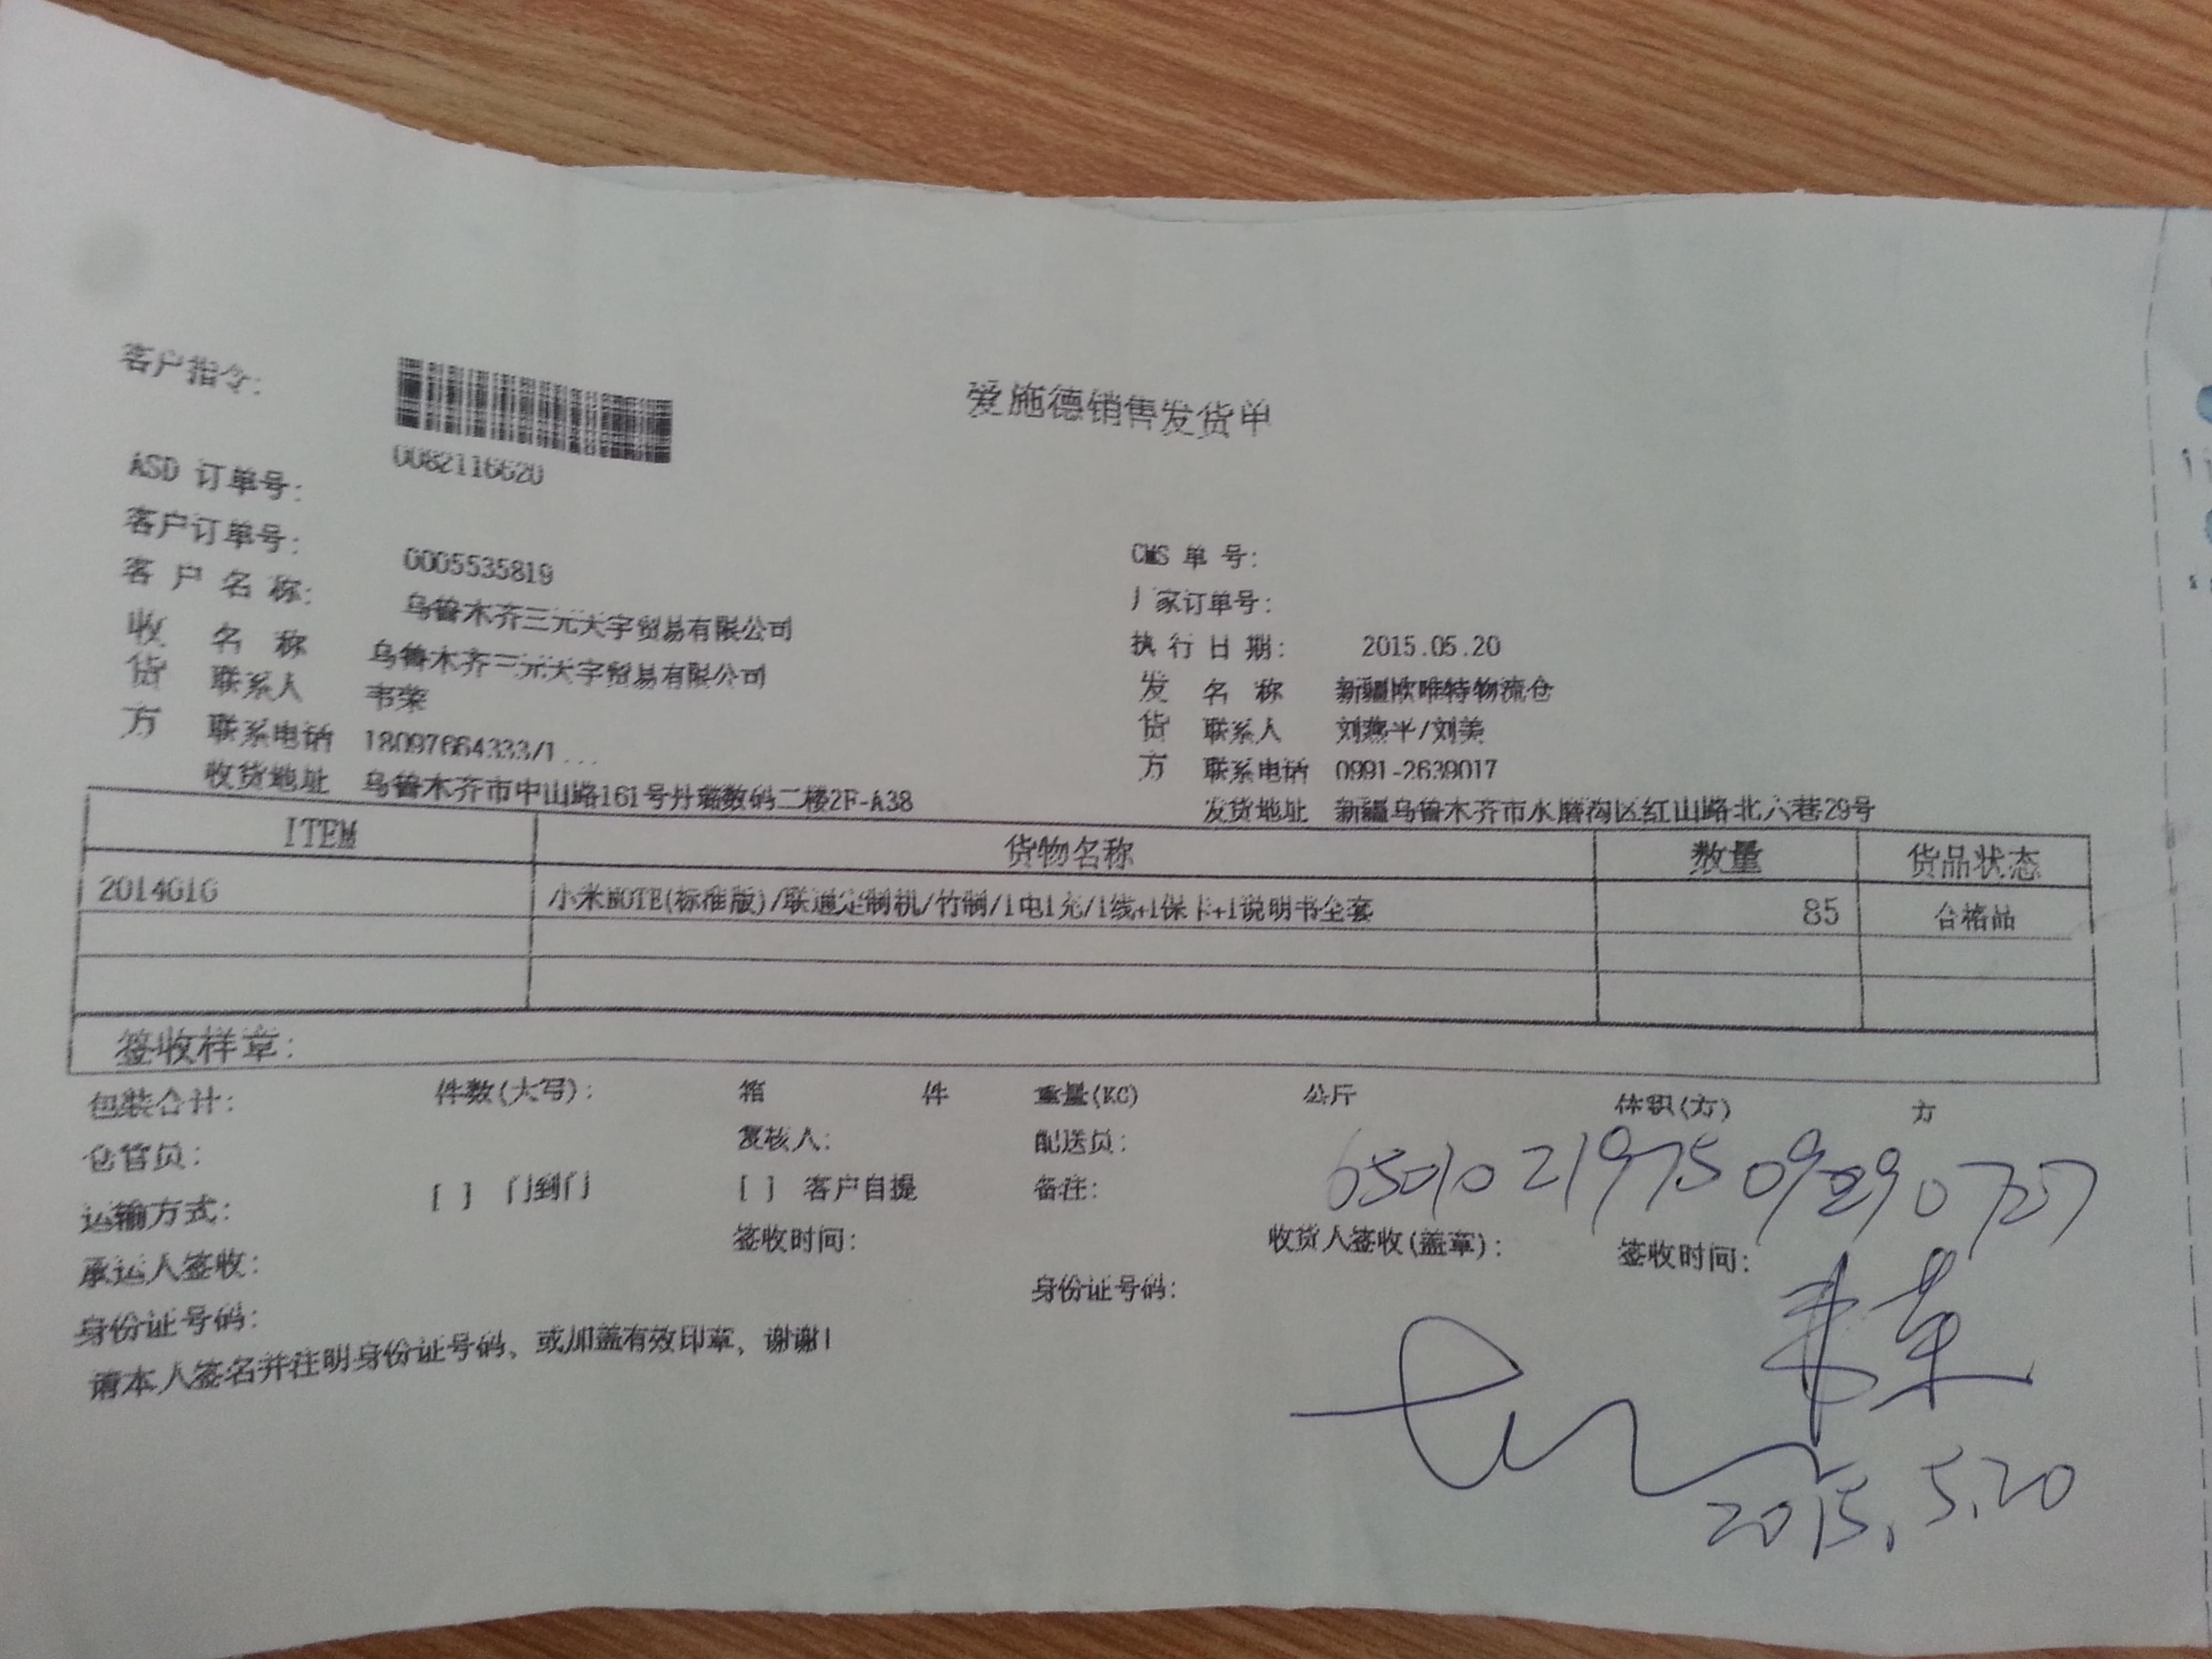 客户指令:
爱施德销售发货单
ASD 订单号: 0082116620
客户订单号:
CMS 单 号:
客 户 名 称: 0005535819
厂家订单号:
乌鲁木齐三元天宇贸易有限公司
执 行 日 期: 2015.05.20
收 名 称 乌鲁木齐三元天宇贸易有限公司
发 名 称 新疆欧唯特物流仓
货 联系人 韦荣
货 联系人 刘燕平/刘美
方 联系电话 18097664333/1...
方 联系电话 0991-2639017
收货地址 乌鲁木齐市中山路161号丹璐数码二楼2F-A38
发货地址 新疆乌鲁木齐市水磨沟区红山路北六巷29号
ITEM 货物名称 数量 货品状态
2014616 小米NOTE(标准版)/联通定制机/竹制/1电1充/1线+1保卡+1说明书全套 85 合格品
签收样章:
包装合计: 件数(大写): 箱 件 重量(KG) 公斤 体积(方) 方
仓管员: 复核人: 配送员:
650102197509290727
运输方式: [ ] 门到门 [ ] 客户自提 备注:
承运人签收: 签收时间: 收货人签收(盖章): 签收时间:
身份证号码: 身份证号码:
韦荣
请本人签名并注明身份证号码、或加盖有效印章、谢谢!
2015.5.20